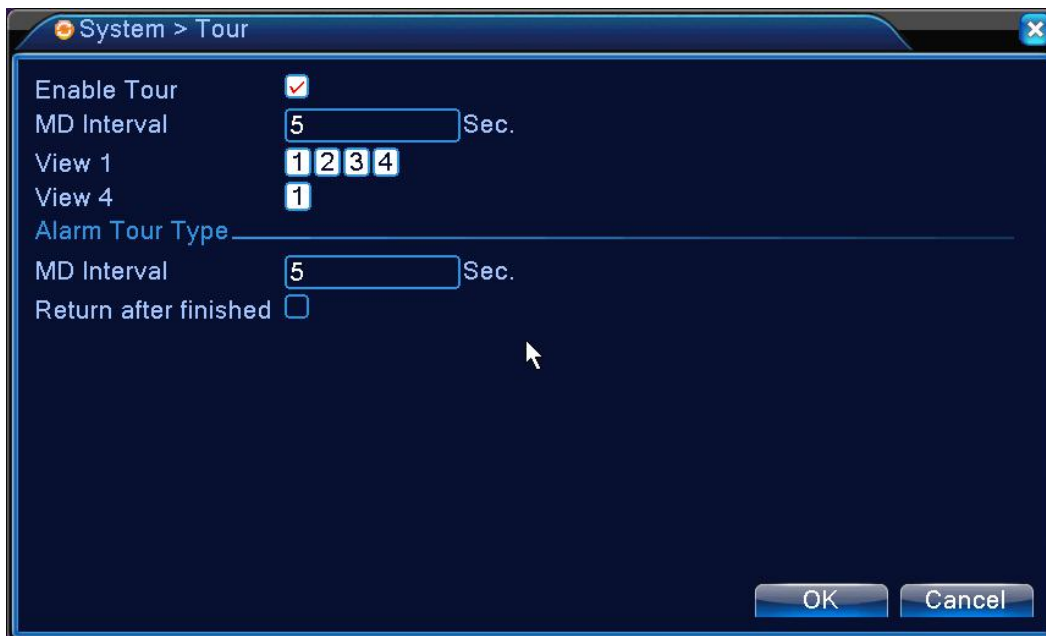 System > Tour
Enable Tour
MD Interval 5 Sec.
View 1 1 2 3 4
View 4 1
Alarm Tour Type
MD Interval 5 Sec.
Return after finished
OK Cancel